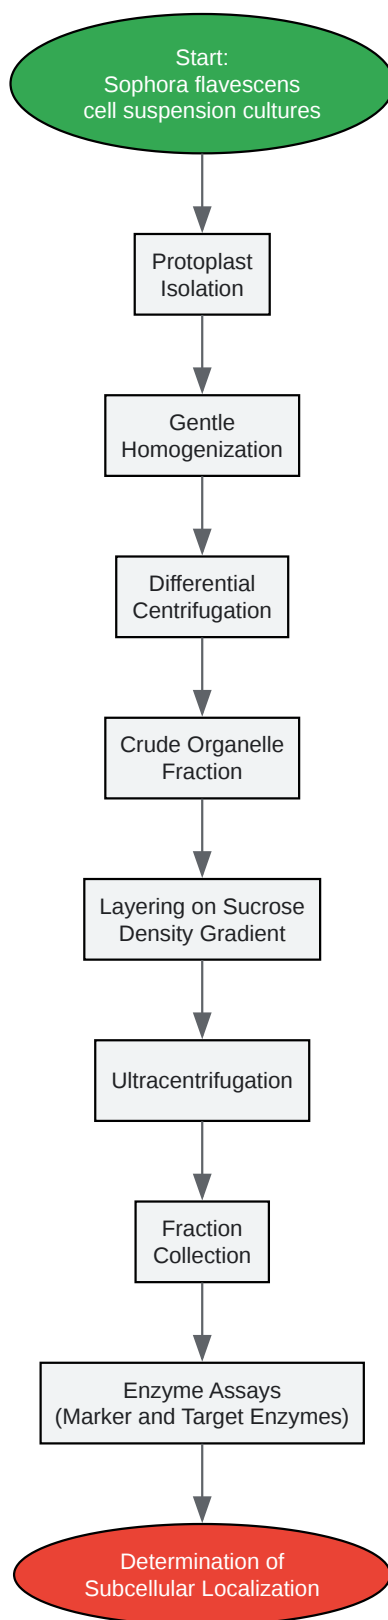 Start:
Sophora flavescens
cell suspension cultures
Protoplast
Isolation
Gentle
Homogenization
Differential
Centrifugation
Crude Organelle
Fraction
Layering on Sucrose
Density Gradient
Ultracentrifugation
Fraction
Collection
Enzyme Assays
(Marker and Target Enzymes)
Determination of
Subcellular Localization